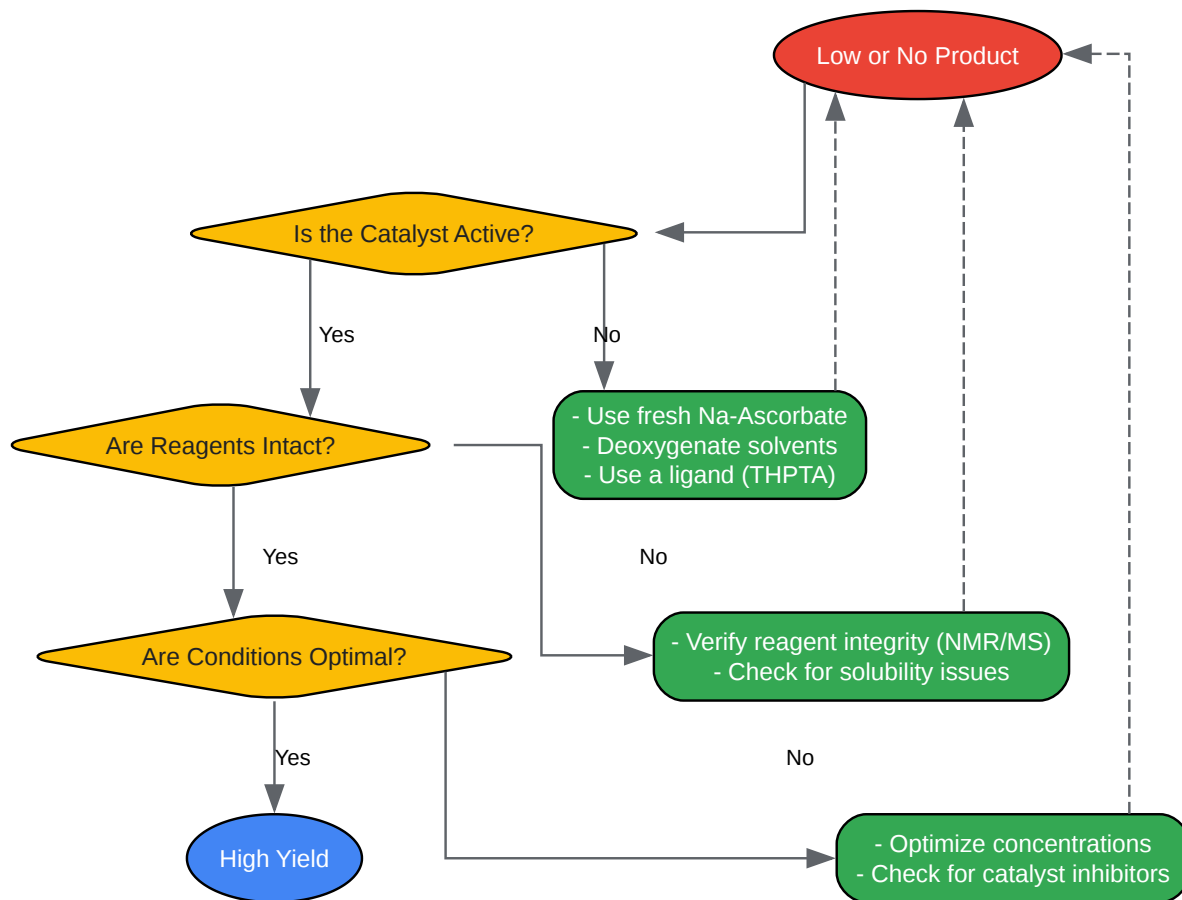 Low or No Product
Is the Catalyst Active?
Yes
No
- Use fresh Na-Ascorbate
- Deoxygenate solvents
- Use a ligand (THPTA)
Are Reagents Intact?
Yes
No
- Verify reagent integrity (NMR/MS)
- Check for solubility issues
Are Conditions Optimal?
Yes
No
High Yield
- Optimize concentrations
- Check for catalyst inhibitors